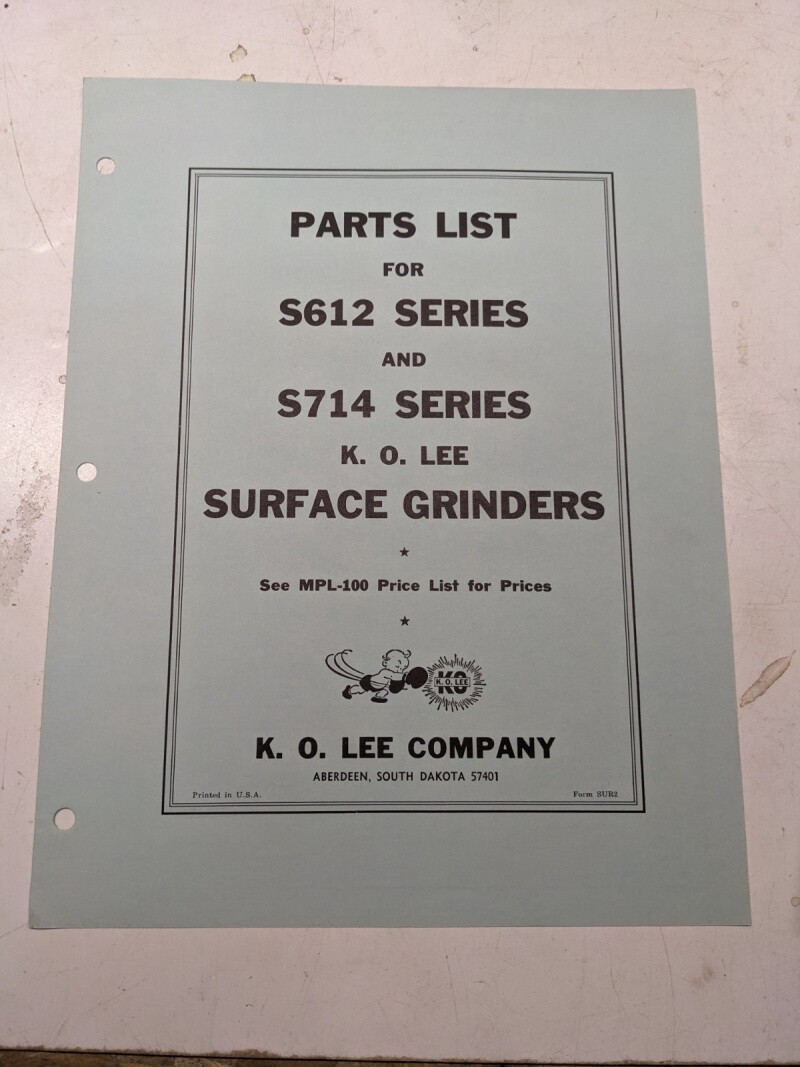 PARTS LIST
FOR
S612 SERIES
AND
S714 SERIES
K. O. LEE
SURFACE GRINDERS
★
See MPL-100 Price List for Prices
★
KO
K. O. LEE
K. O. LEE COMPANY
ABERDEEN, SOUTH DAKOTA 57401
Printed in U.S.A. Form SUR2